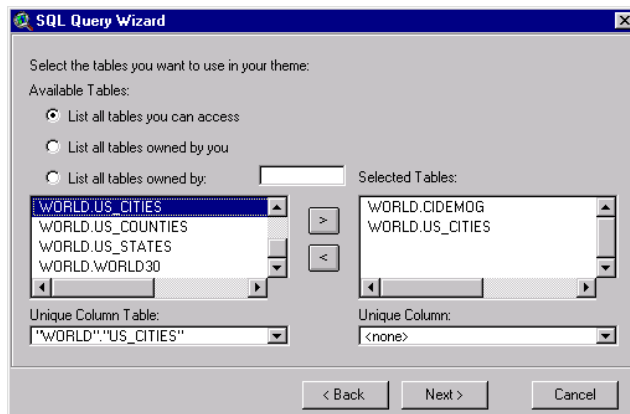 SQL Query Wizard
Select the tables you want to use in your theme:
Available Tables:
List all tables you can access
List all tables owned by you
List all tables owned by:
Selected Tables:
WORLD.US_CITIES
WORLD.US_COUNTIES
WORLD.US_STATES
WORLD.WORLD30
>
<
WORLD.CIDEMOG
WORLD.US_CITIES
Unique Column Table:
"WORLD"."US_CITIES"
Unique Column:
<none>
< Back
Next >
Cancel